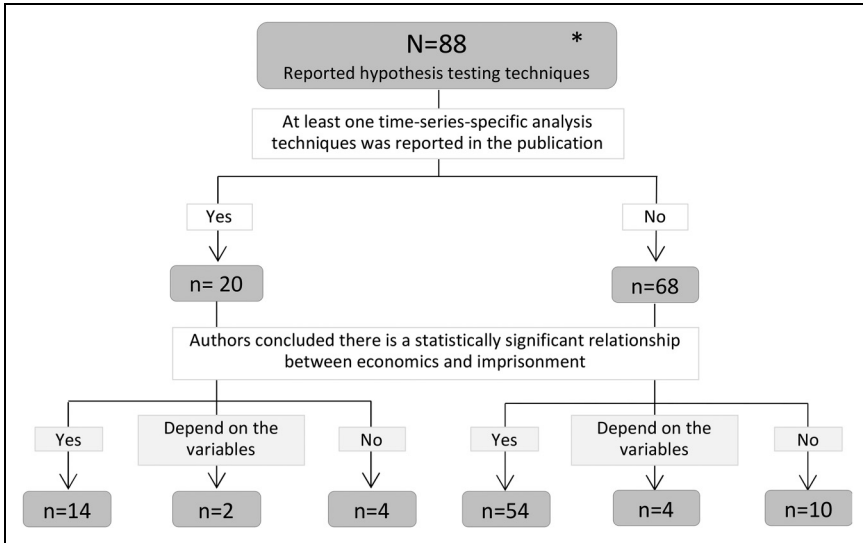 N=88 *
Reported hypothesis testing techniques
At least one time-series-specific analysis
techniques was reported in the publication
Yes
No
n= 20
n=68
Authors concluded there is a statistically significant relationship
between economics and imprisonment
Yes
Depend on the
variables
No
Yes
Depend on the
variables
No
n=14
n=2
n=4
n=54
n=4
n=10